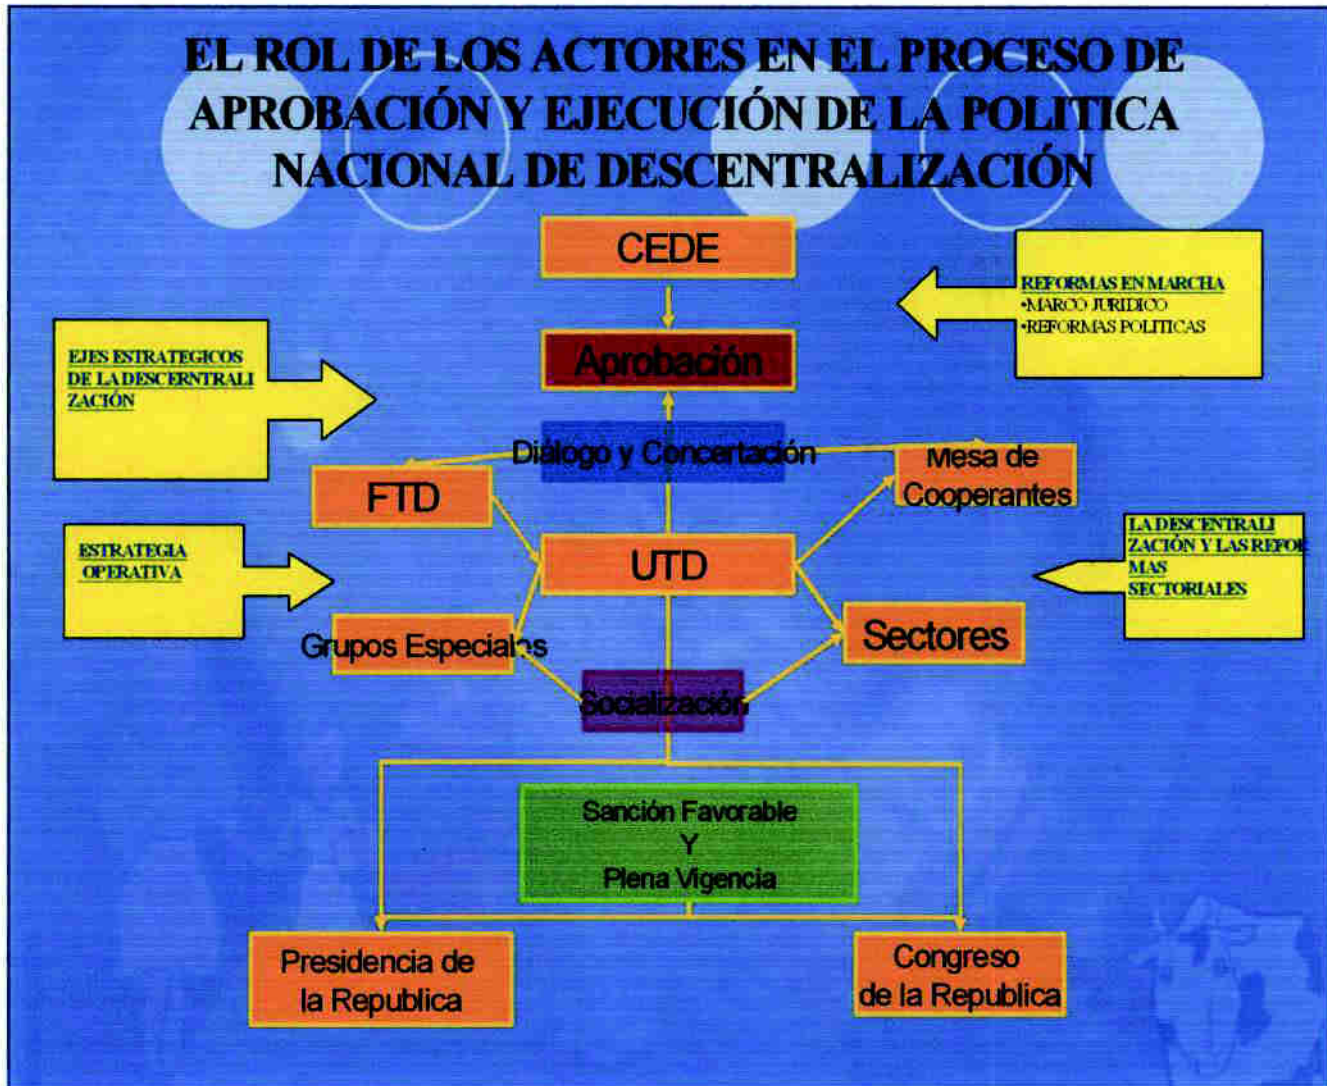 EL ROL DE LOS ACTORES EN EL PROCESO DE
APROBACIÓN Y EJECUCIÓN DE LA POLITICA
NACIONAL DE DESCENTRALIZACIÓN
CEDE
REFORMAS EN MARCHA
•MARCO JURIDICO
•REFORMAS POLITICAS
Aprobación
EJES ESTRATEGICOS
DE LA DESCERNTRALI
ZACIÓN
Diálogo y Concertación
Mesa de
Cooperantes
FTD
ESTRATEGIA
OPERATIVA
UTD
LA DESCENTRALI
ZACIÓN Y LAS REFOR
MAS
SECTORIALES
Grupos Especiales
Sectores
Socialización
Sanción Favorable
Y
Plena Vigencia
Presidencia de
la Republica
Congreso
de la Republica